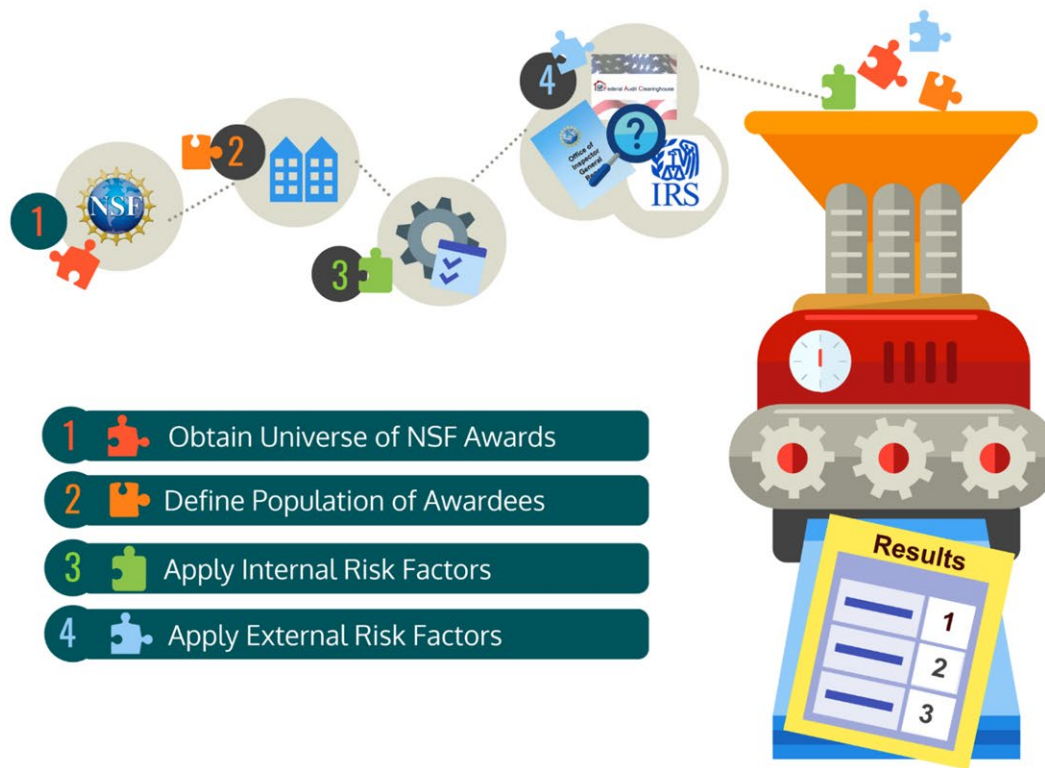 1
NSF
2
3
4
Federal Audit Clearinghouse
Office of
Inspector
General
?
IRS
1 Obtain Universe of NSF Awards
2 Define Population of Awardees
3 Apply Internal Risk Factors
4 Apply External Risk Factors
Results
1
2
3